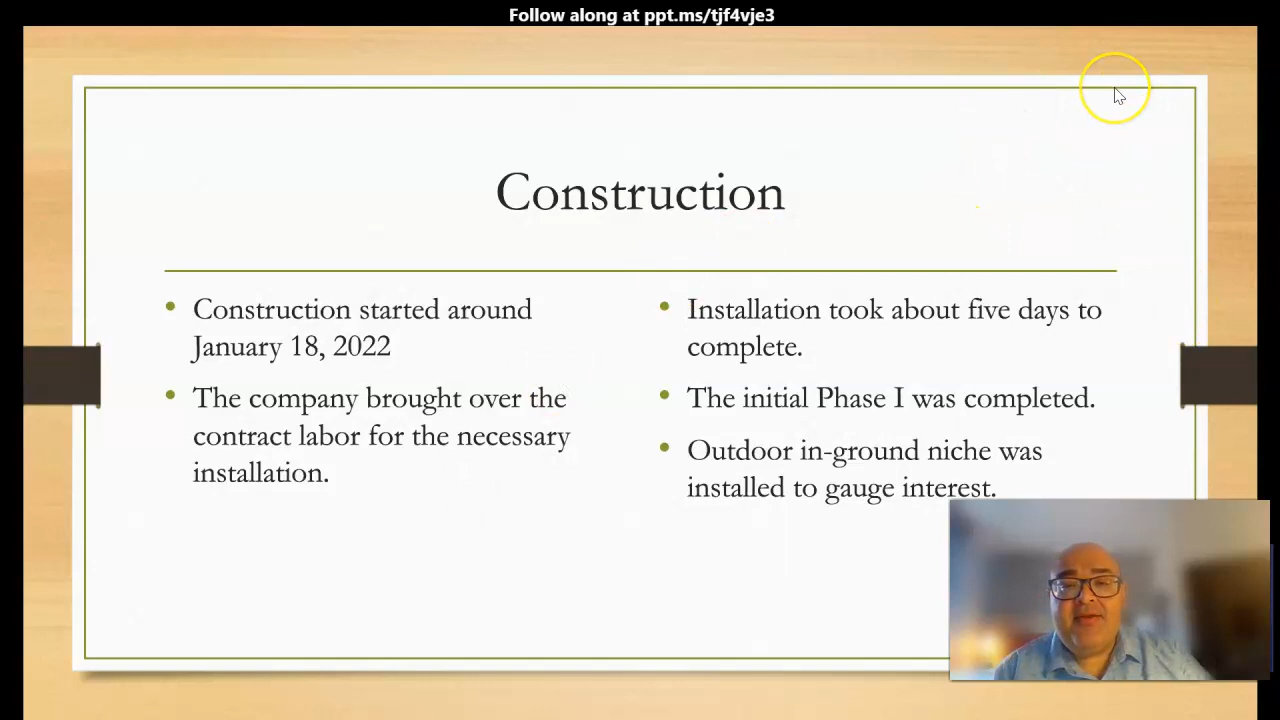 Follow along at ppt.ms/tjf4vje3
Construction
Construction started around
January 18, 2022
The company brought over the
contract labor for the necessary
installation.
Installation took about five days to
complete.
The initial Phase I was completed.
Outdoor in-ground niche was
installed to gauge interest.